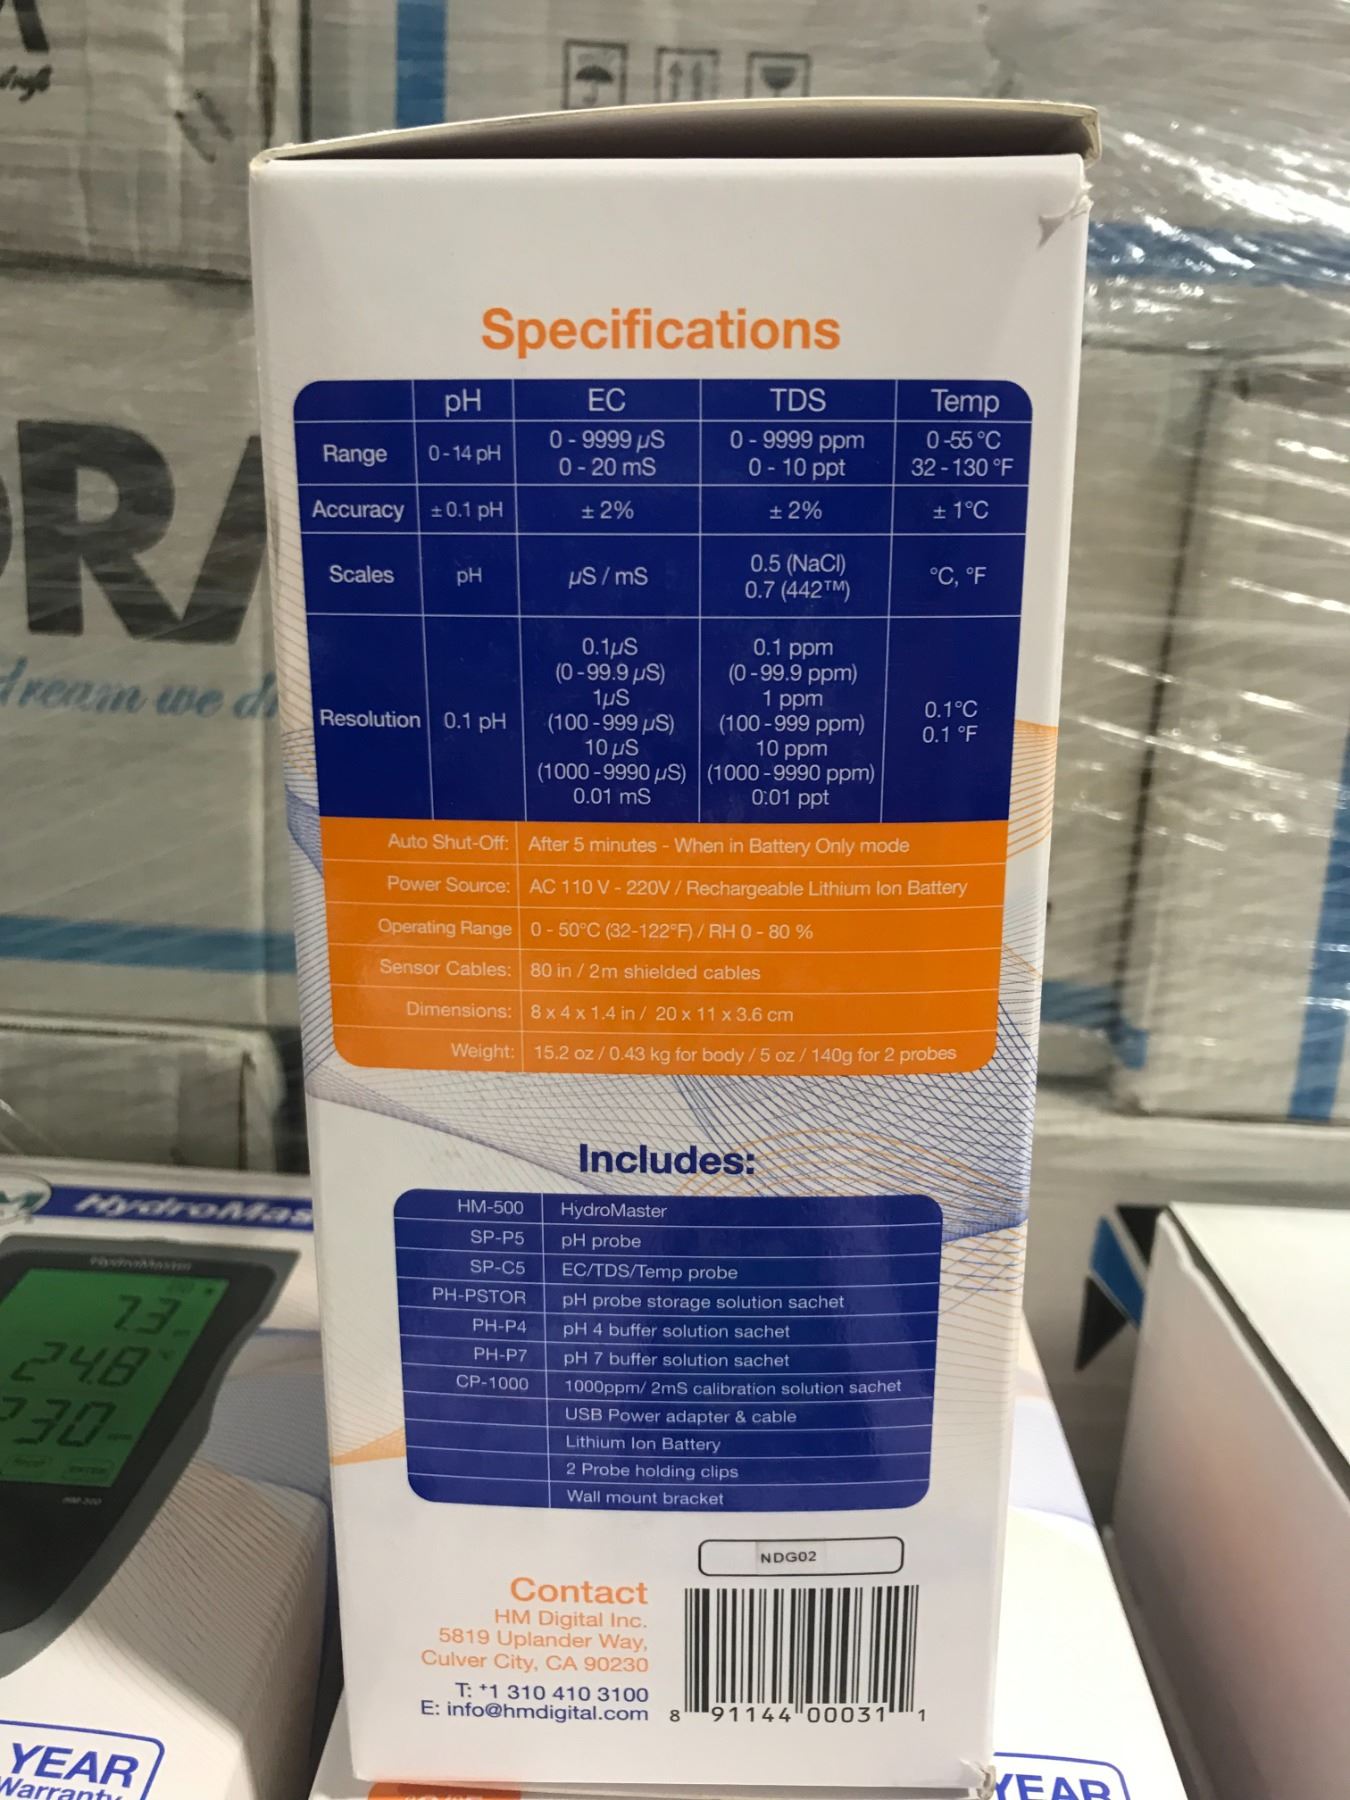 Specifications
pH EC TDS Temp
Range 0-14 pH 0 - 9999 µS 0 - 9999 ppm 0-55 °C
0 - 20 mS 0 - 10 ppt 32 - 130 °F
Accuracy ± 0.1 pH ± 2% ± 2% ± 1°C
Scales pH µS / mS 0.5 (NaCl) °C, °F
0.7 (442™)
Resolution 0.1 pH 0.1µS 0.1 ppm 0.1°C
(0-99.9 µS) (0-99.9 ppm) 0.1 °F
1µS 1 ppm
(100-999 µS) (100-999 ppm)
10 µS 10 ppm
(1000-9990 µS) (1000-9990 ppm)
0.01 mS 0.01 ppt
Auto Shut-Off: After 5 minutes - When in Battery Only mode
Power Source: AC 110 V - 220V / Rechargeable Lithium Ion Battery
Operating Range 0 - 50°C (32-122°F) / RH 0 - 80 %
Sensor Cables: 80 in / 2m shielded cables
Dimensions: 8 x 4 x 1.4 in / 20 x 11 x 3.6 cm
Weight: 15.2 oz / 0.43 kg for body / 5 oz / 140g for 2 probes
Includes:
HM-500 HydroMaster
SP-P5 pH probe
SP-C5 EC/TDS/Temp probe
PH-PSTOR pH probe storage solution sachet
PH-P4 pH 4 buffer solution sachet
PH-P7 pH 7 buffer solution sachet
CP-1000 1000ppm/ 2mS calibration solution sachet
USB Power adapter & cable
Lithium Ion Battery
2 Probe holding clips
Wall mount bracket
NDG02
Contact
HM Digital Inc.
5819 Uplander Way,
Culver City, CA 90230
T: +1 310 410 3100
E: info@hmdigital.com
8 91144 00031 1
HydroMas
HydroMaster
7.3
24.8
230
HM-500
YEAR
Warranty
YEAR
DRA
dream we d